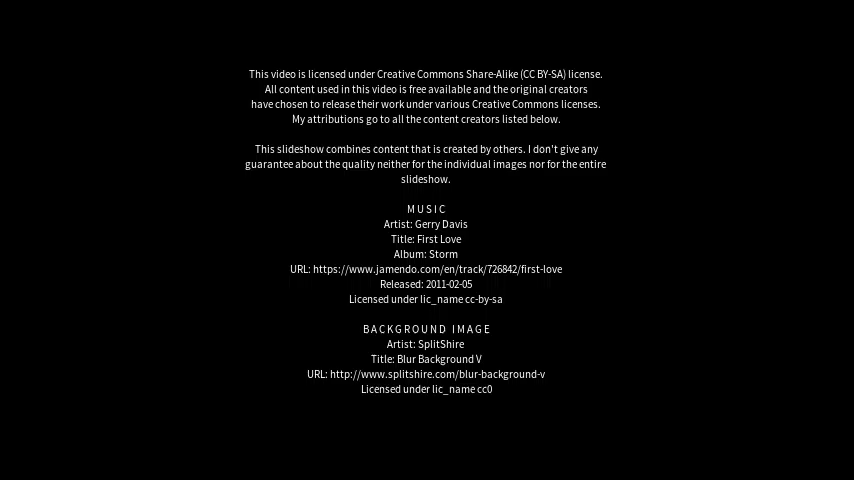 This video is licensed under Creative Commons Share-Alike (CC BY-SA) license.
All content used in this video is free available and the original creators
have chosen to release their work under various Creative Commons licenses.
My attributions go to all the content creators listed below.
This slideshow combines content that is created by others. I don't give any
guarantee about the quality neither for the individual images nor for the entire
slideshow.
MUSIC
Artist: Gerry Davis
Title: First Love
Album: Storm
URL: https://www.jamendo.com/en/track/726842/first-love
Released: 2011-02-05
Licensed under lic_name cc-by-sa
BACKGROUND IMAGE
Artist: SplitShire
Title: Blur Background V
URL: http://www.splitshire.com/blur-background-v
Licensed under lic_name cc0